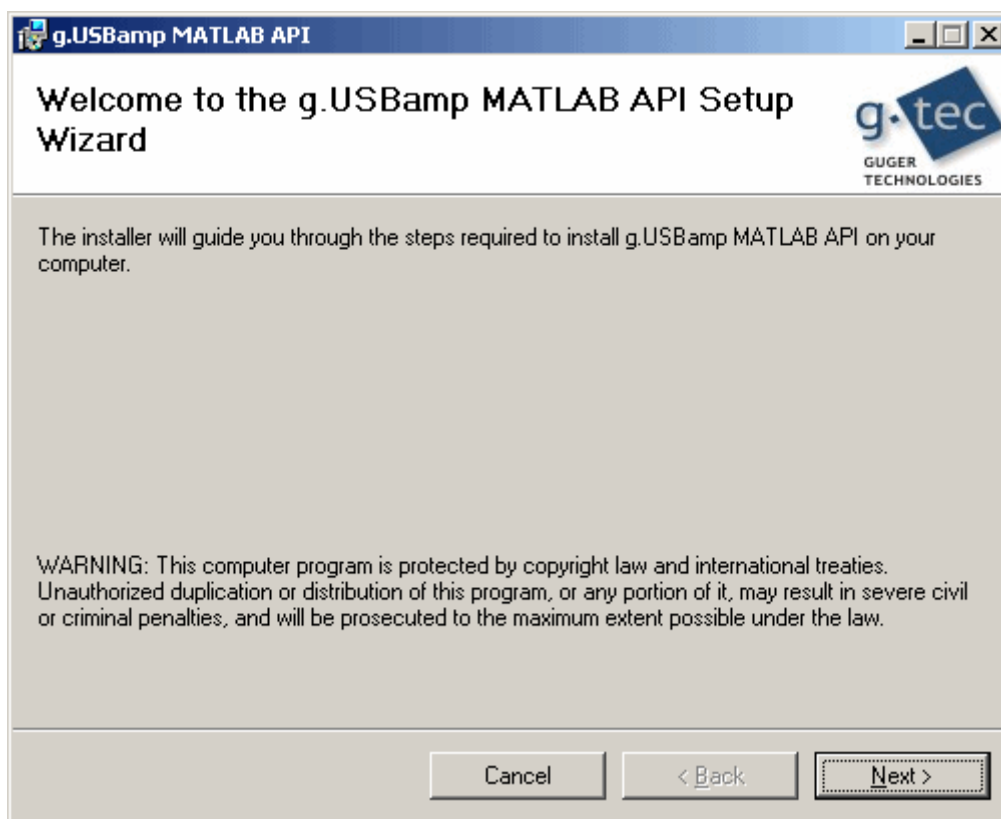 g.USBamp MATLAB API
Welcome to the g.USBamp MATLAB API Setup
Wizard
g.tec
GUGER
TECHNOLOGIES
The installer will guide you through the steps required to install g.USBamp MATLAB API on your
computer.
WARNING: This computer program is protected by copyright law and international treaties.
Unauthorized duplication or distribution of this program, or any portion of it, may result in severe civil
or criminal penalties, and will be prosecuted to the maximum extent possible under the law.
Cancel
< Back
Next >